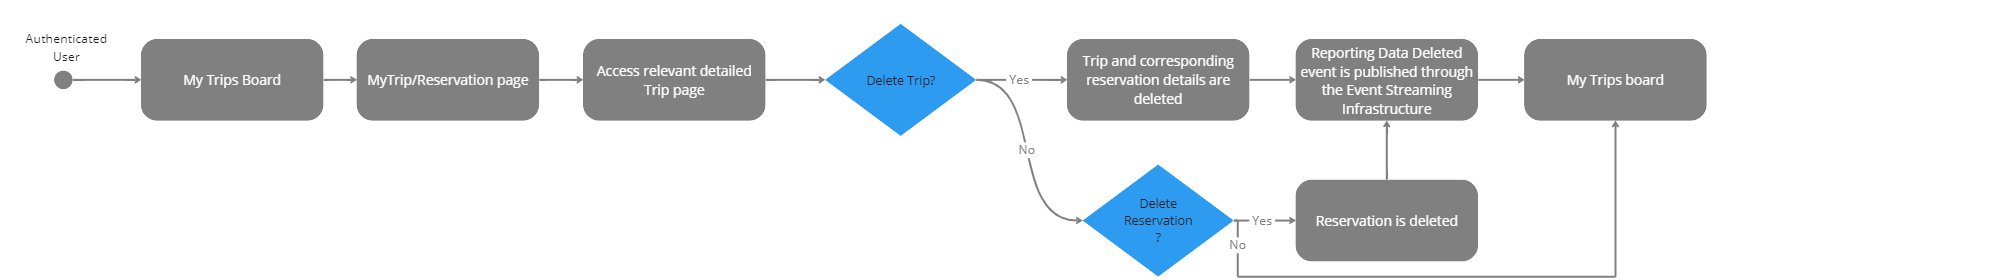 Authenticated
User
My Trips Board
MyTrip/Reservation page
Access relevant detailed
Trip page
Delete Trip?
Yes
Trip and corresponding
reservation details are
deleted
Reporting Data Deleted
event is published through
the Event Streaming
Infrastructure
My Trips board
No
Delete
Reservation
?
Yes
No
Reservation is deleted